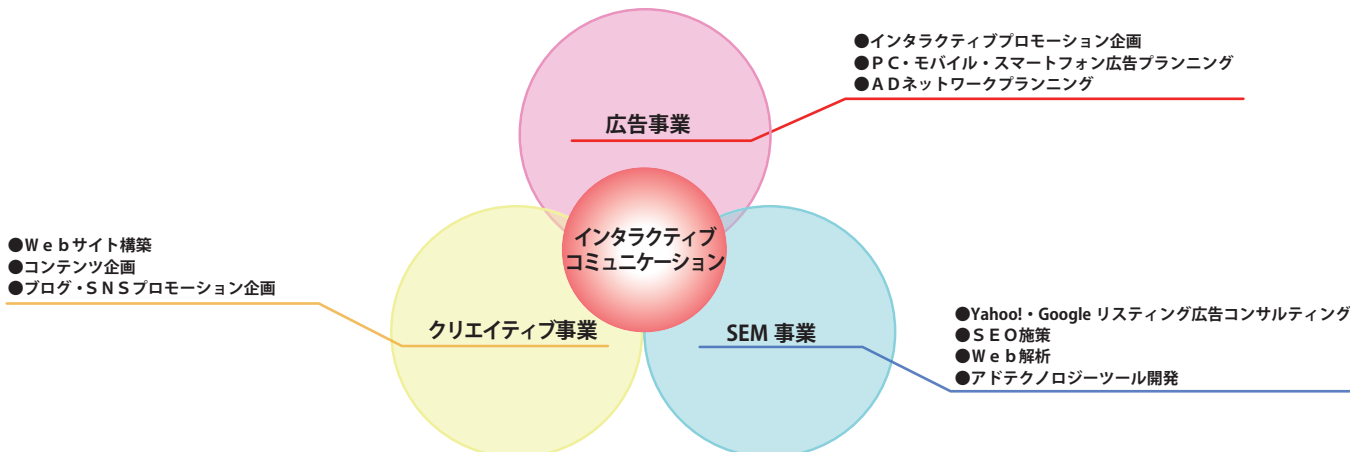 ●インタラクティブプロモーション企画
●ＰＣ・モバイル・スマートフォン広告プランニング
●ＡＤネットワークプランニング
広告事業
インタラクティブ
コミュニケーション
●Ｗｅｂサイト構築
●コンテンツ企画
●ブログ・ＳＮＳプロモーション企画
クリエイティブ事業
SEM 事業
●Yahoo!・Google リスティング広告コンサルティング
●ＳＥＯ施策
●Ｗｅｂ解析
●アドテクノロジーツール開発